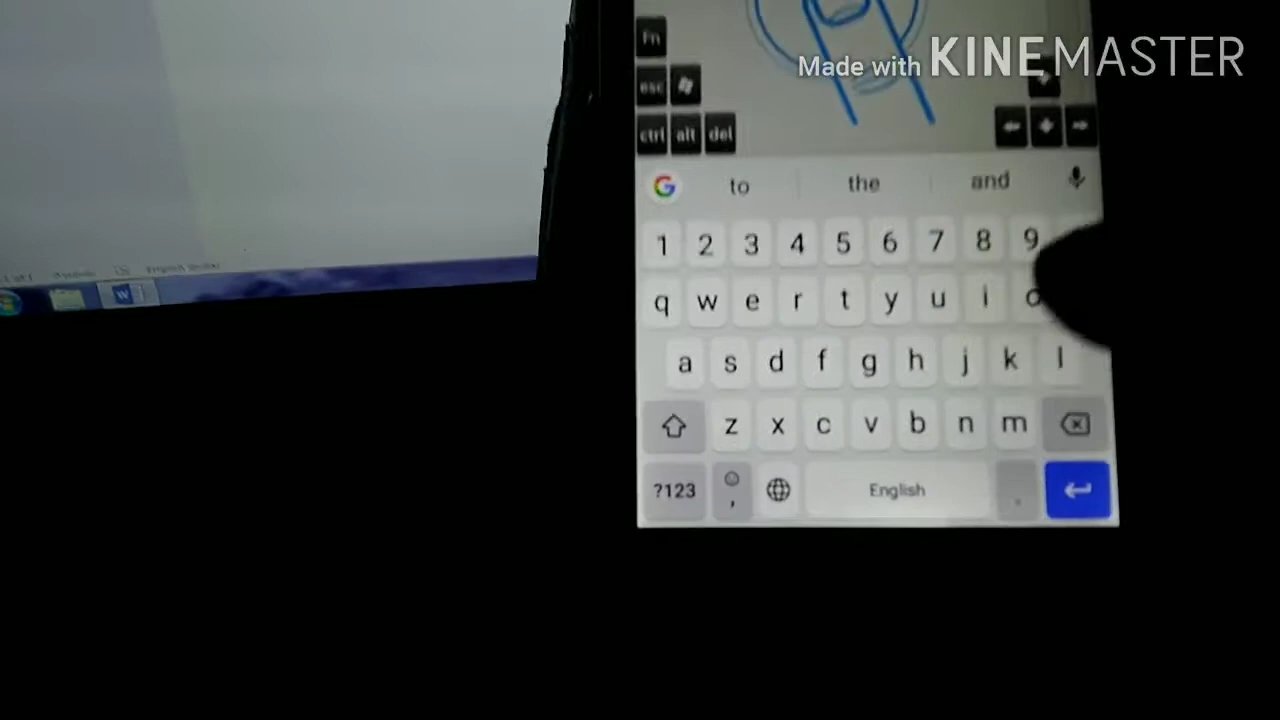 Made with KINEMASTER
Fn
esc
ctrl alt del
G to the and
1 2 3 4 5 6 7 8 9
q w e r t y u i o
a s d f g h j k l
z x c v b n m
?123 , English .
W